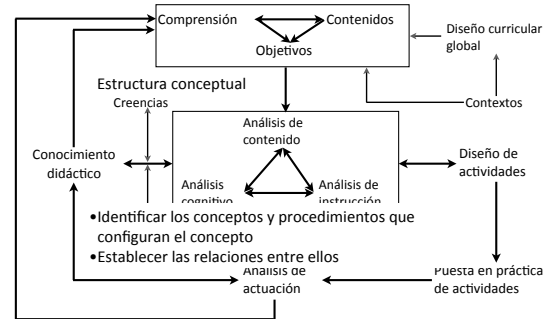 Comprensión
Contenidos
Objetivos
Diseño curricular
global
Estructura conceptual
Creencias
Contextos
Análisis de
contenido
Conocimiento
didáctico
Diseño de
actividades
Análisis
cognitivo
Análisis de
instrucción
•Identificar los conceptos y procedimientos que
configuran el concepto
•Establecer las relaciones entre ellos
Análisis de
actuación
Puesta en práctica
de actividades